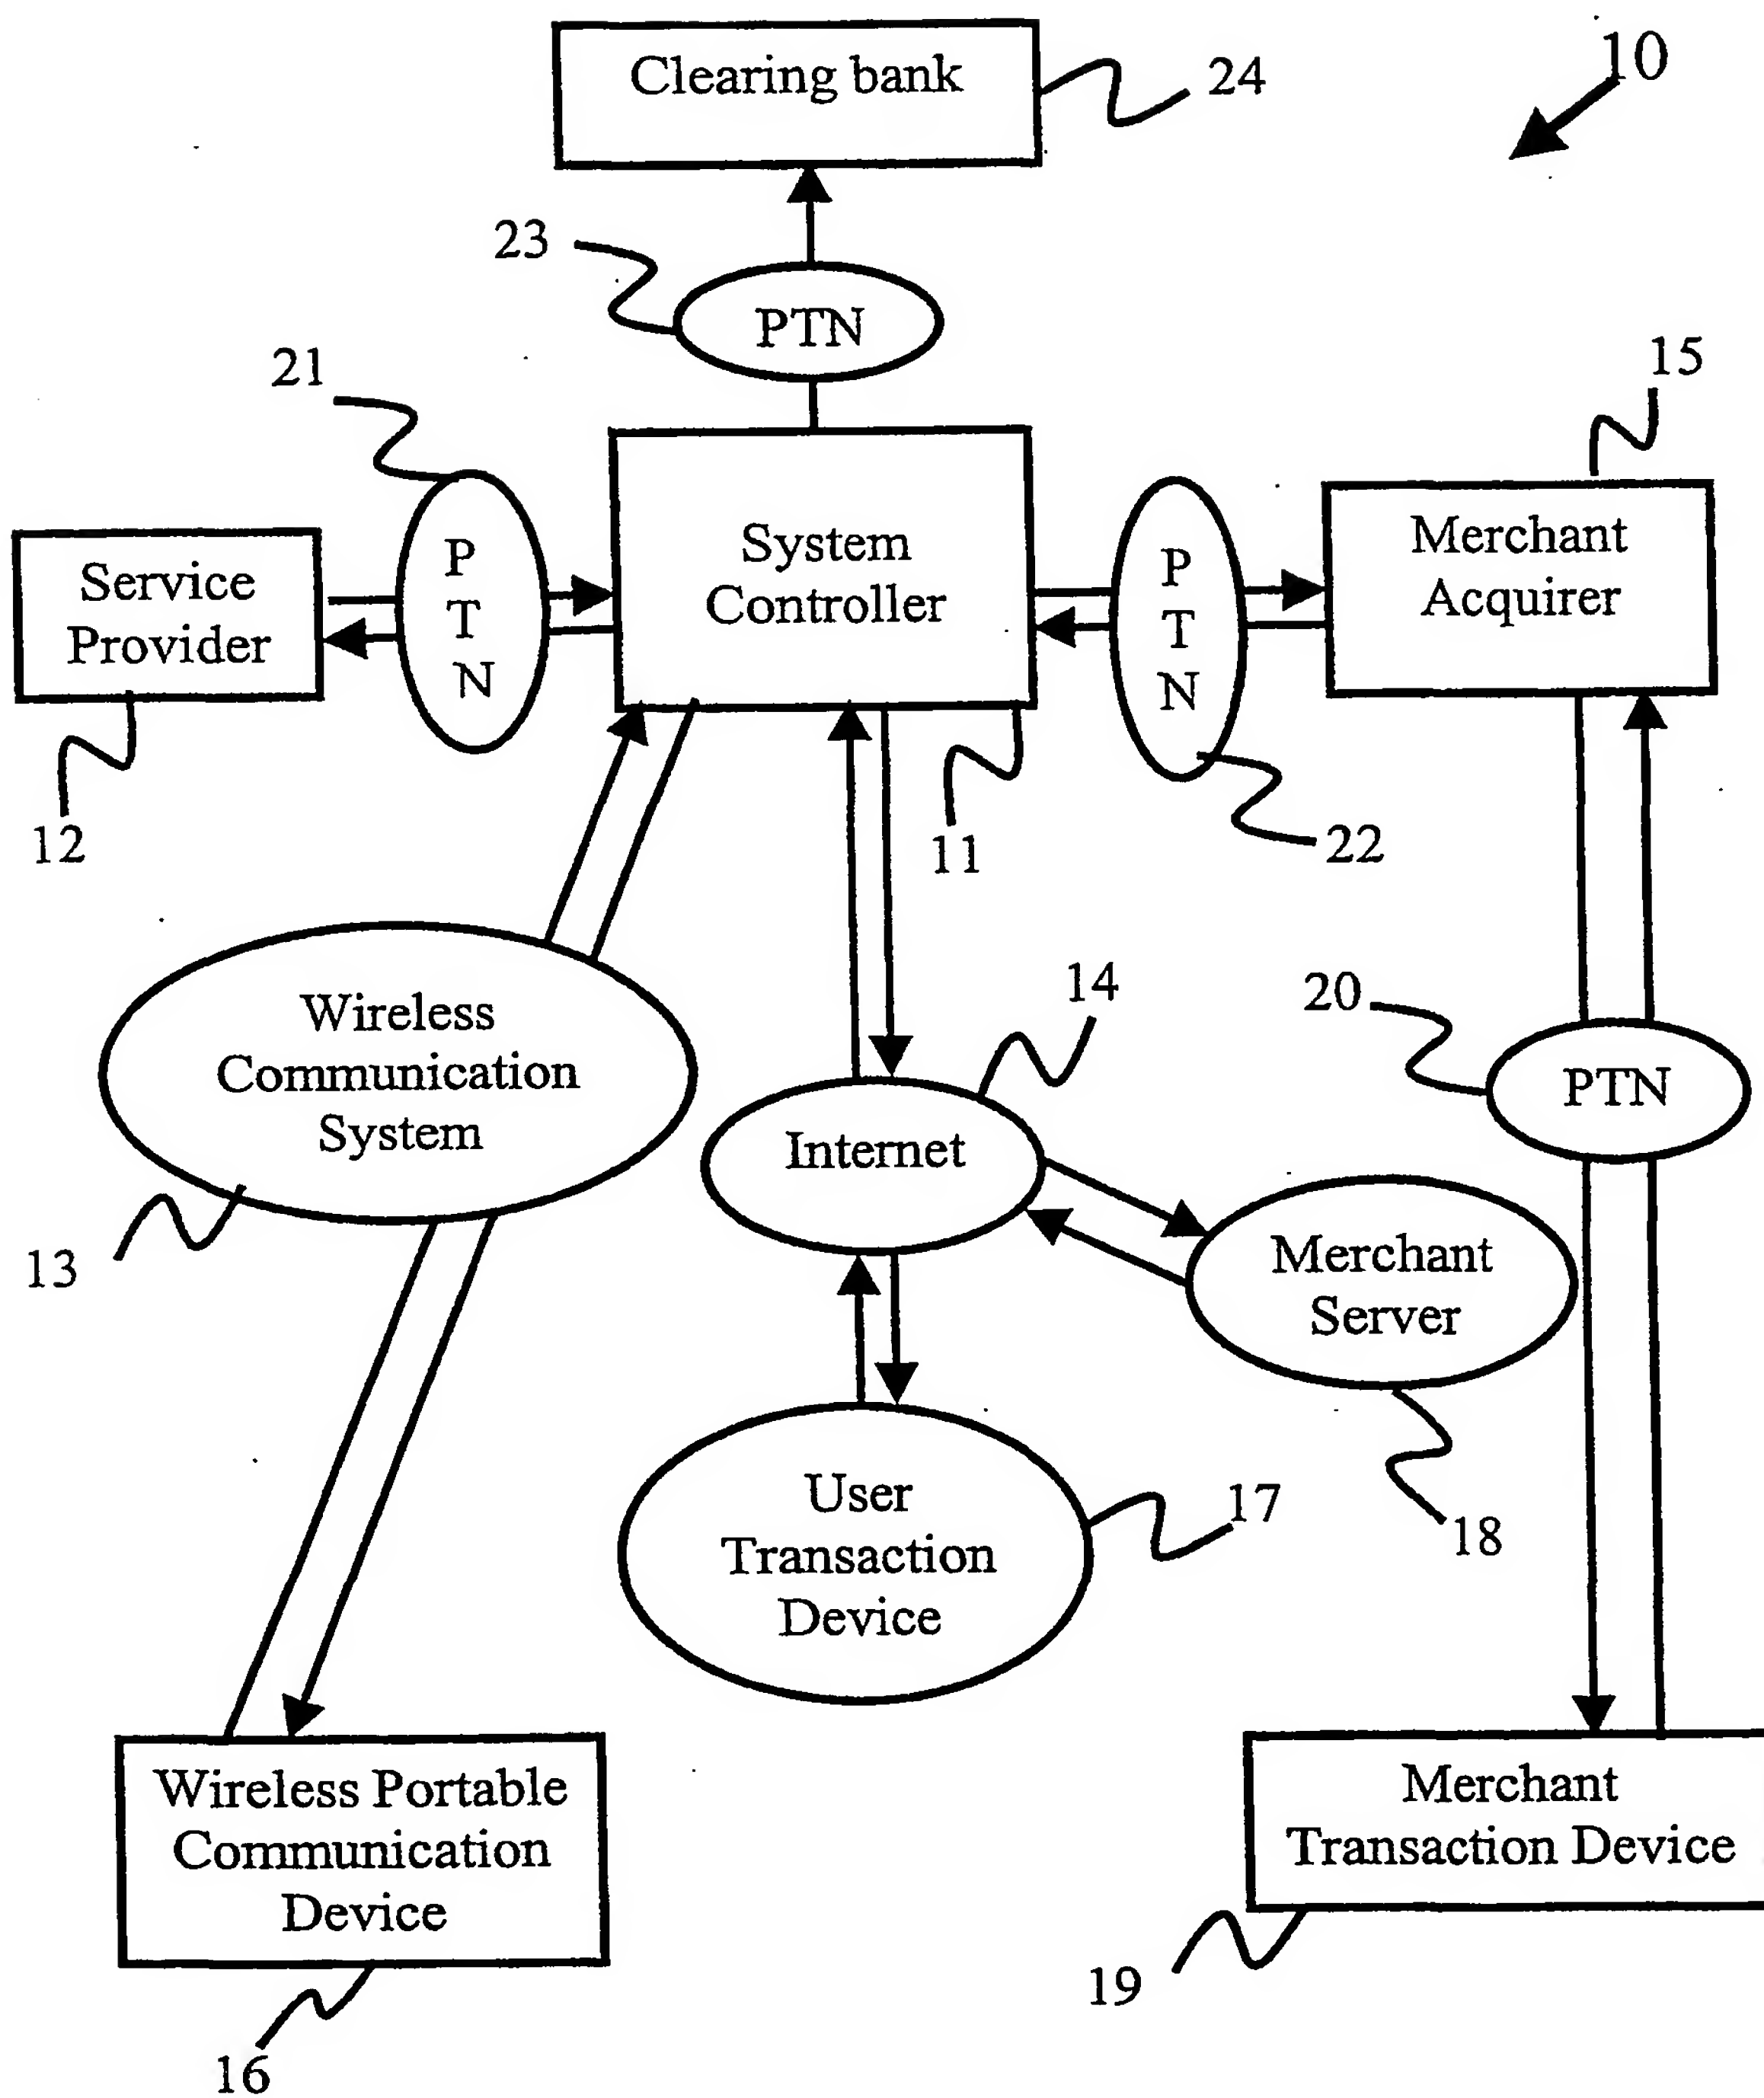 10
Clearing bank
24
23
PTN
21
15
P
T
N
Service
Provider
System
Controller
P
T
N
Merchant
Acquirer
12
11
22
Wireless
Communication
System
14
20
PTN
Internet
13
Merchant
Server
User
Transaction
Device
17
18
Wireless Portable
Communication
Device
Merchant
Transaction Device
19
16